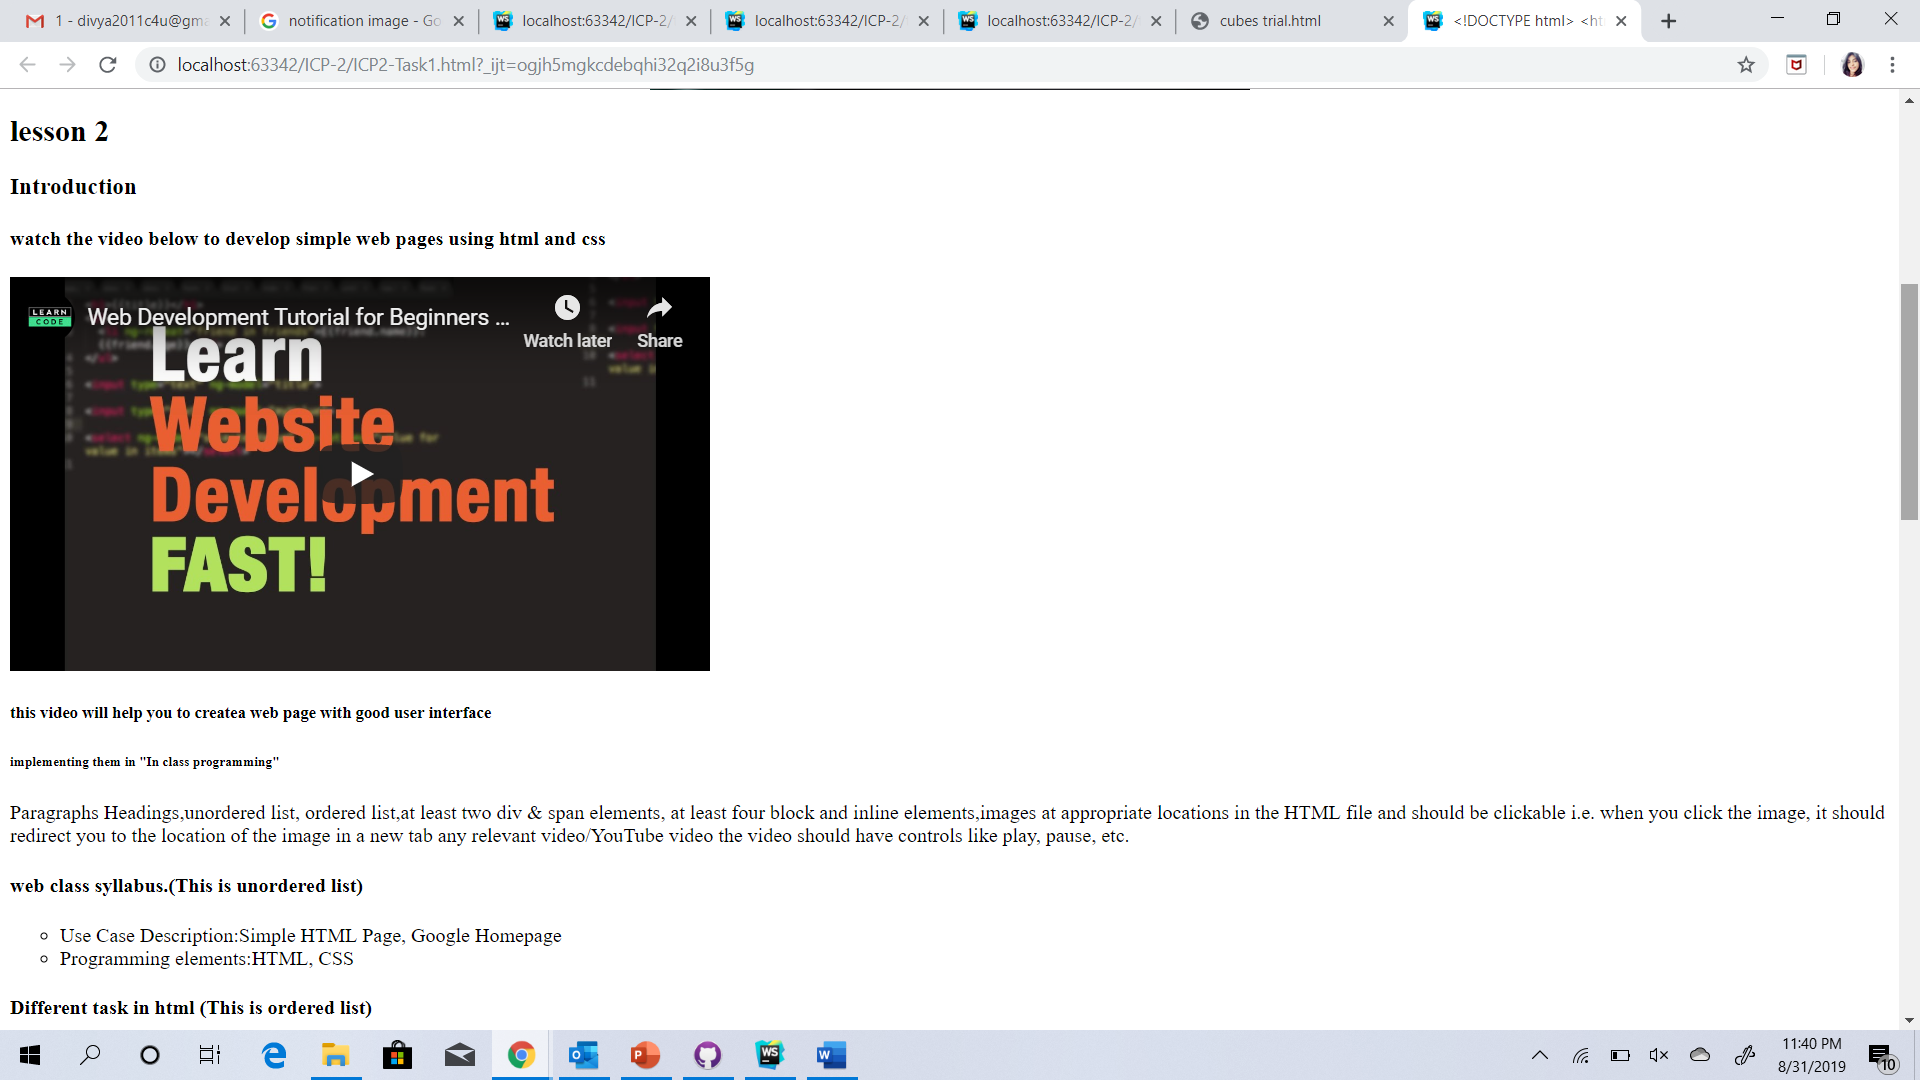 1 - divya2011c4u@gma
notification image - Go
localhost:63342/ICP-2/
localhost:63342/ICP-2/
localhost:63342/ICP-2/
cubes trial.html
<!DOCTYPE html> <ht
localhost:63342/ICP-2/ICP2-Task1.html?_ijt=ogjh5mgkcdebqhi32q2i8u3f5g
lesson 2
Introduction
watch the video below to develop simple web pages using html and css
LEARN
CODE
Web Development Tutorial for Beginners ...
Watch later
Share
Learn
Website
Development
FAST!
this video will help you to createa web page with good user interface
implementing them in "In class programming"
Paragraphs Headings,unordered list, ordered list,at least two div & span elements, at least four block and inline elements,images at appropriate locations in the HTML file and should be clickable i.e. when you click the image, it should
redirect you to the location of the image in a new tab any relevant video/YouTube video the video should have controls like play, pause, etc.
web class syllabus.(This is unordered list)
Use Case Description:Simple HTML Page, Google Homepage
Programming elements:HTML, CSS
Different task in html (This is ordered list)
11:40 PM
8/31/2019
10